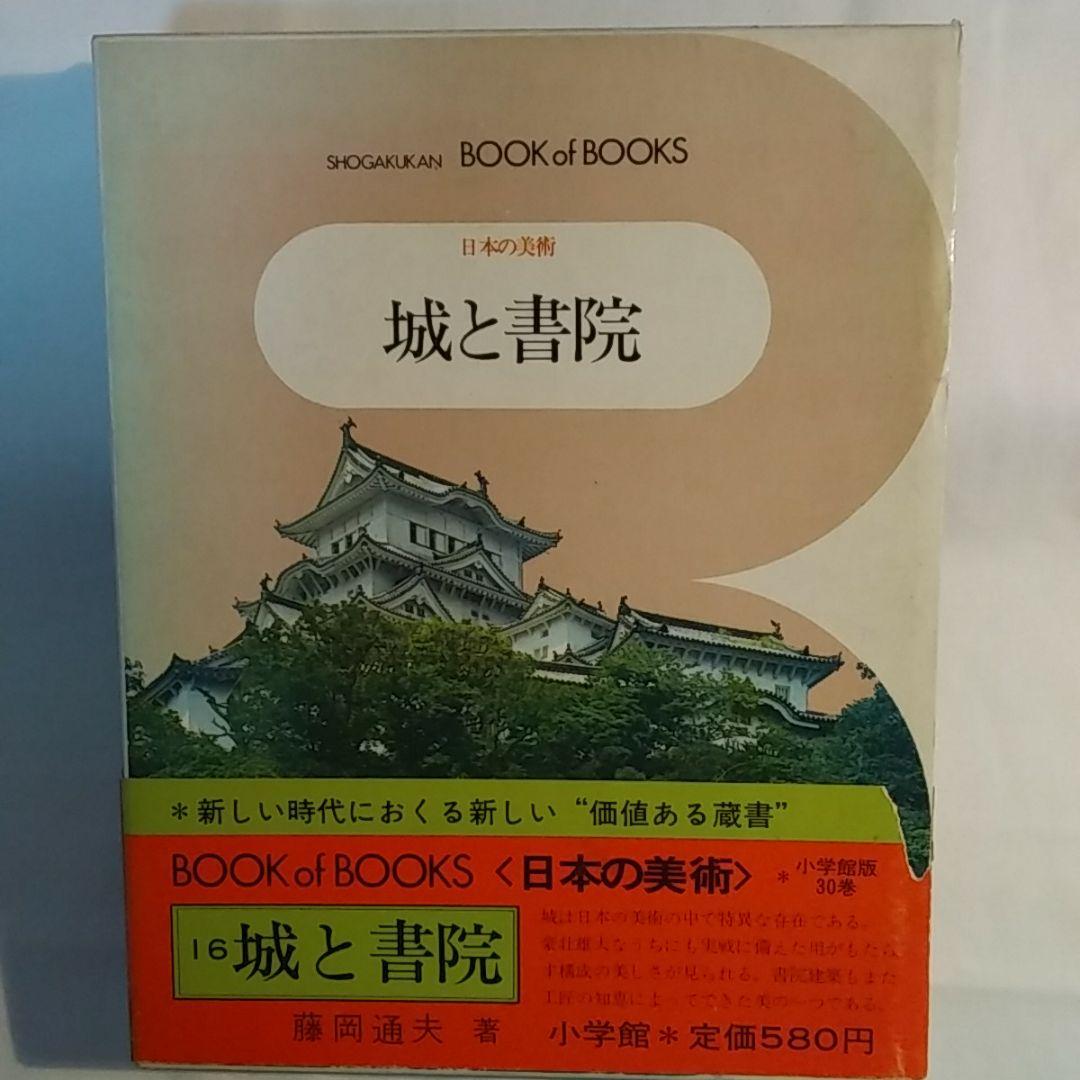 SHOGAKUKAN BOOK of BOOKS
日本の美術
城と書院
*新しい時代におくる新しい“価値ある蔵書”
BOOK of BOOKS〈日本の美術〉*小学館版
30巻
16 城と書院
城は日本の美術の中で特異な存在である。
豪壮雄大なうちにも実戦に備えた用がもたら
す構成の美しさが見られる。書院建築もまた
工匠の知恵によってできた美の一つである。
藤岡通夫 著 小学館*定価580円